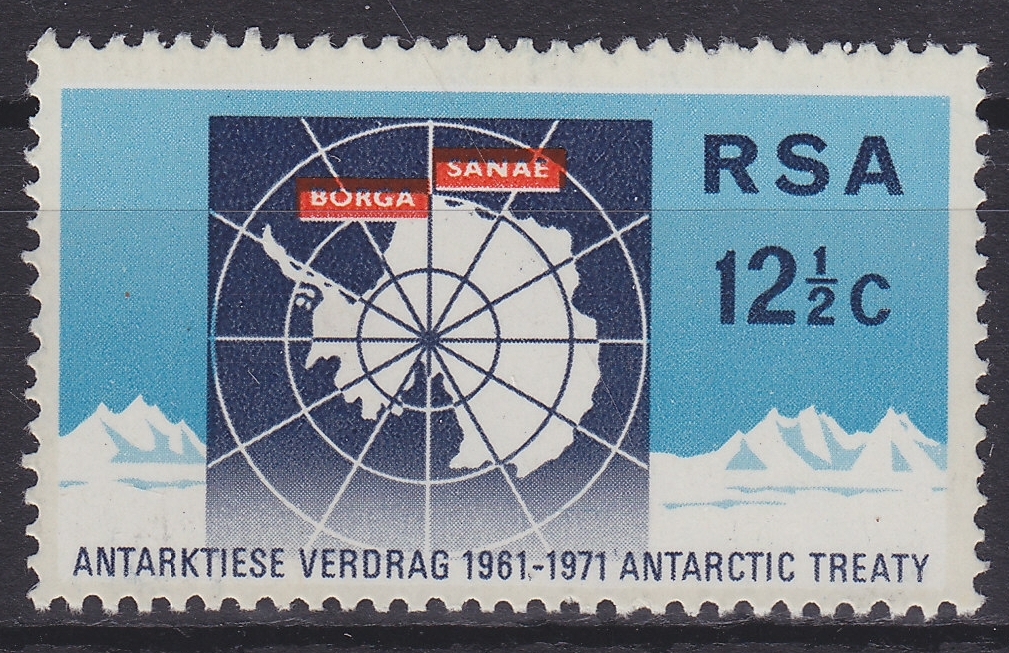 SANAE
BORGA
RSA
12½c
ANTARKTIESE VERDRAG 1961-1971 ANTARCTIC TREATY